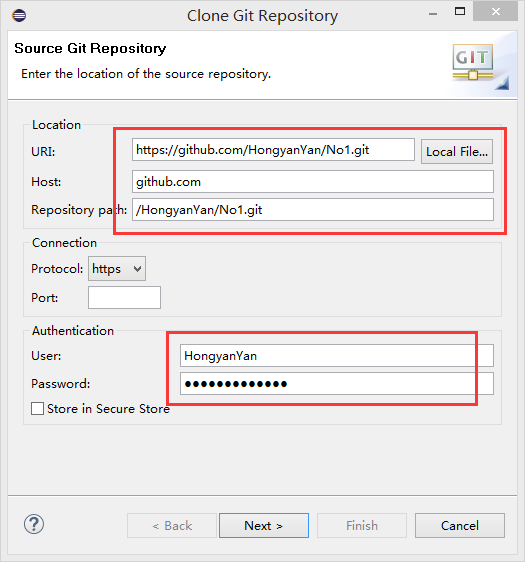 Clone Git Repository
Source Git Repository
Enter the location of the source repository.
GIT
Location
URI: https://github.com/HongyanYan/No1.git Local File...
Host: github.com
Repository path: /HongyanYan/No1.git
Connection
Protocol: https
Port:
Authentication
User: HongyanYan
Password: ●●●●●●●●●●●●●
Store in Secure Store
? < Back Next > Finish Cancel